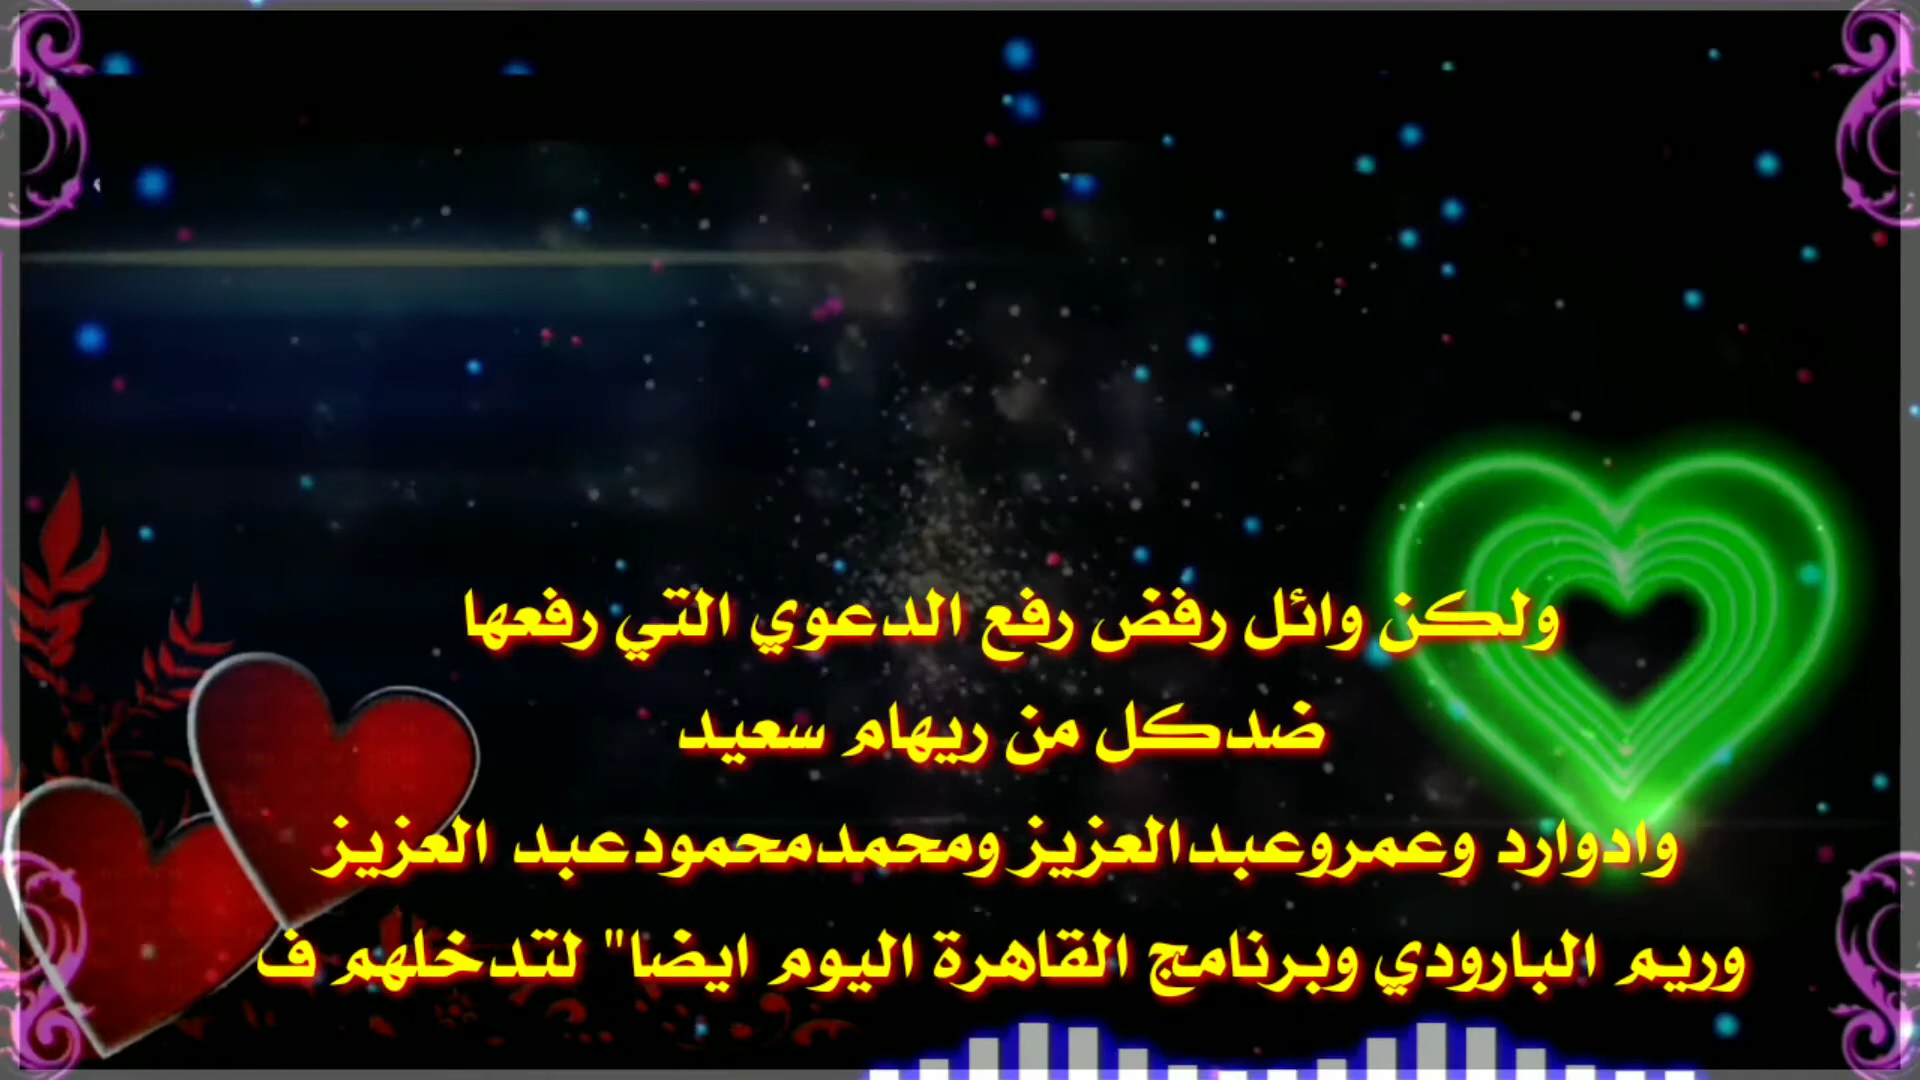 ولكن وائل رفض رفع الدعوي التي رفعها
ضدكل من ريهام سعيد
وادوارد وعمروعبدالعزيز ومحمدمحمودعبد العزيز
وريم البارودي وبرنامج القاهرة اليوم ايضا" لتدخلهم ف